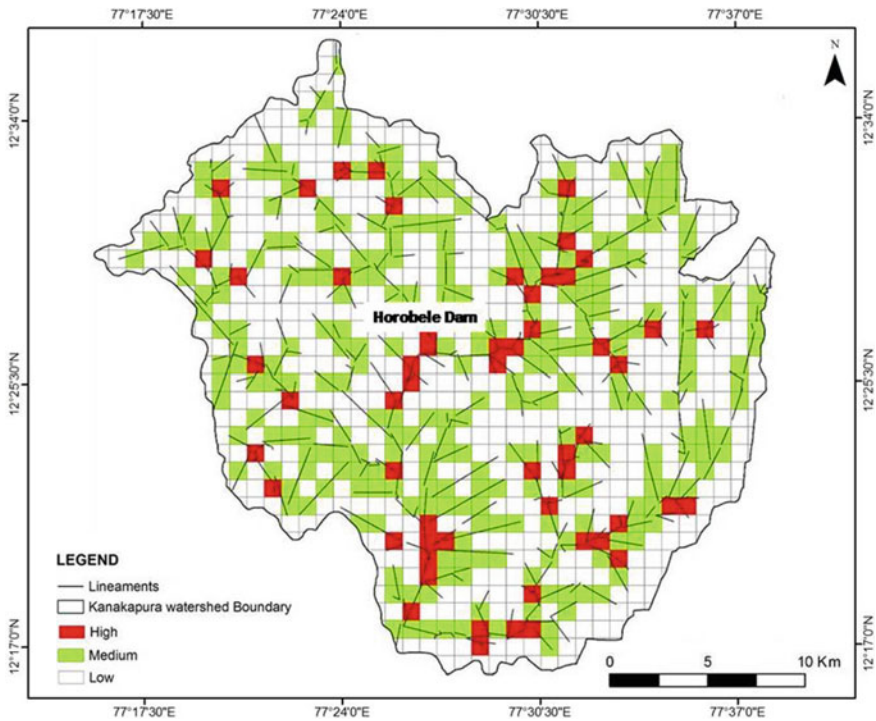 77°17'30"E 77°24'0"E 77°30'30"E 77°37'0"E
N
12°34'0"N 12°34'0"N
Horobele Dam
12°25'30"N 12°25'30"N
LEGEND
Lineaments
Kanakapura watershed Boundary
High
Medium
Low
12°17'0"N 12°17'0"N
0 5 10 Km
77°17'30"E 77°24'0"E 77°30'30"E 77°37'0"E